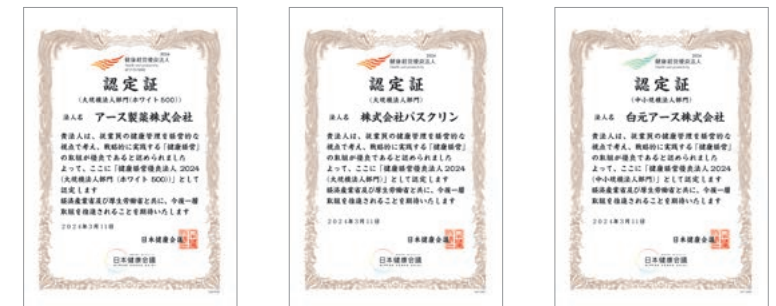 2024
健康経営優良法人
Health and productivity
認定証
(大規模法人部門(ホワイト500))
法人名 アース製薬株式会社
貴法人は、従業員の健康管理を経営的な
視点で考え、戦略的に実践する「健康経営」
の取組が優良であると認められました
よって、ここに「健康経営優良法人 2024
(大規模法人部門(ホワイト500))」として
認定します
経済産業省及び厚生労働省と共に、今後一層
取組を推進されることを期待いたします
2024年3月11日
日本健康会議
日本健康会議
2024
健康経営優良法人
Health and productivity
認定証
(大規模法人部門)
法人名 株式会社バスクリン
貴法人は、従業員の健康管理を経営的な
視点で考え、戦略的に実践する「健康経営」
の取組が優良であると認められました
よって、ここに「健康経営優良法人 2024
(大規模法人部門)」として認定します
経済産業省及び厚生労働省と共に、今後一層
取組を推進されることを期待いたします
2024年3月11日
日本健康会議
日本健康会議
2024
健康経営優良法人
Health and productivity
認定証
(中小規模法人部門)
法人名 白元アース株式会社
貴法人は、従業員の健康管理を経営的な
視点で考え、戦略的に実践する「健康経営」
の取組が優良であると認められました
よって、ここに「健康経営優良法人 2024
(中小規模法人部門)」として認定します
経済産業省及び厚生労働省と共に、今後一層
取組を推進されることを期待いたします
2024年3月11日
日本健康会議
日本健康会議